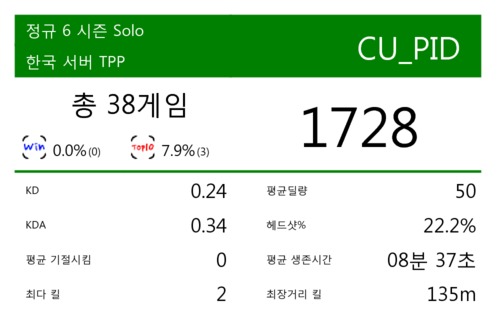 정규 6 시즌 Solo
한국 서버 TPP
CU_PID
총 38게임
Win 0.0% (0)
Top10 7.9% (3)
1728
KD 0.24
평균딜량 50
KDA 0.34
헤드샷% 22.2%
평균 기절시킴 0
평균 생존시간 08분 37초
최다 킬 2
최장거리 킬 135m